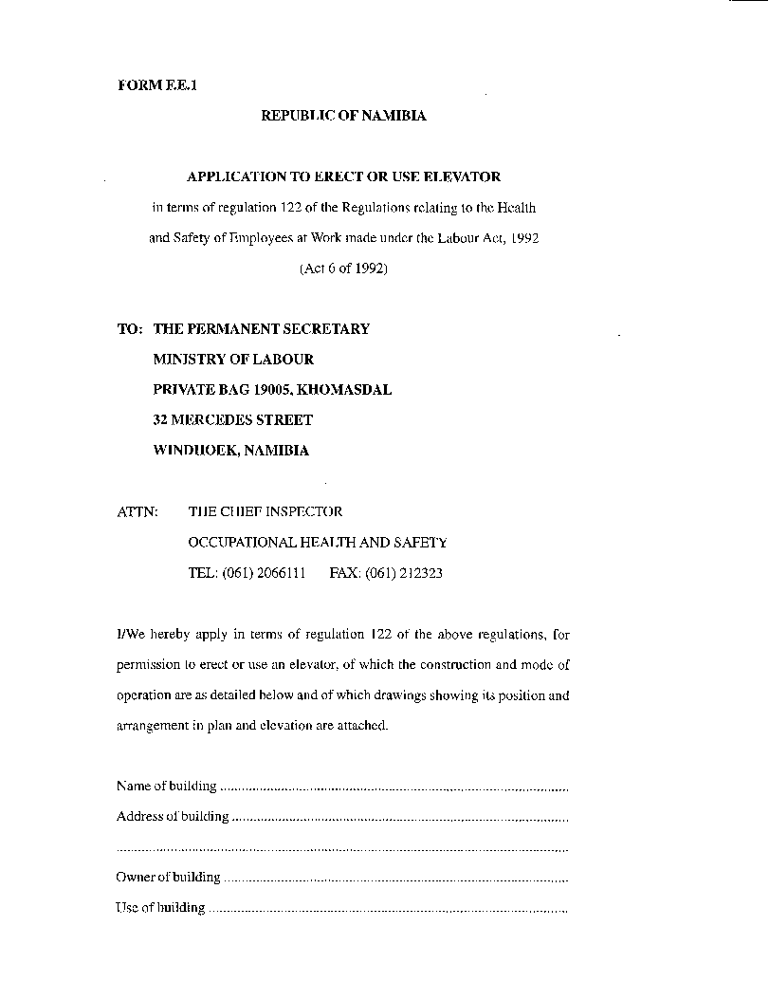 FORM F.E.1
REPUBLIC OF NAMIBIA
APPLICATION TO ERECT OR USE ELEVATOR
in terms of regulation 122 of the Regulations relating to the Health
and Safety of Employees at Work made under the Labour Act, 1992
(Act 6 of 1992)
TO: THE PERMANENT SECRETARY
MINISTRY OF LABOUR
PRIVATE BAG 19005, KHOMASDAL
32 MERCEDES STREET
WINDHOEK, NAMIBIA
ATTN: THE CHIEF INSPECTOR
OCCUPATIONAL HEALTH AND SAFETY
TEL: (061) 2066111 FAX: (061) 212323
I/We hereby apply in terms of regulation 122 of the above regulations, for
permission to erect or use an elevator, of which the construction and mode of
operation are as detailed below and of which drawings showing its position and
arrangement in plan and elevation are attached.
Name of building ..........................................................................................
Address of building ..........................................................................................
..........................................................................................
Owner of building ..........................................................................................
Use of building ..........................................................................................